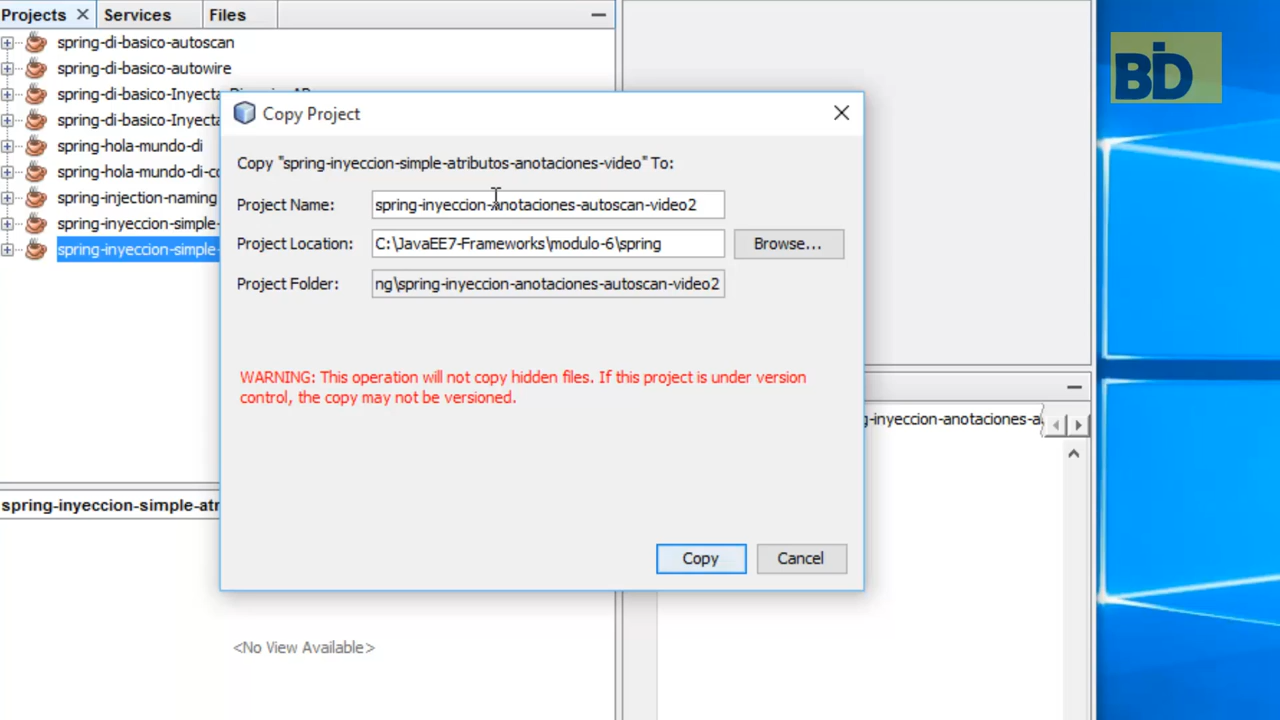 Projects
Services
Files
spring-di-basico-autoscan
spring-di-basico-autowire
spring-di-basico-Inyecta
spring-di-basico-Inyecta
spring-hola-mundo-di
spring-hola-mundo-di-co
spring-injection-naming
spring-inyeccion-simple-
spring-inyeccion-simple-
BID
Copy Project
Copy "spring-inyeccion-simple-atributos-anotaciones-video" To:
Project Name: spring-inyeccion-anotaciones-autoscan-video2
Project Location: C:\JavaEE7-Frameworks\modulo-6\spring Browse...
Project Folder: ng\spring-inyeccion-anotaciones-autoscan-video2
WARNING: This operation will not copy hidden files. If this project is under version
control, the copy may not be versioned.
Copy Cancel
g-inyeccion-anotaciones-a
spring-inyeccion-simple-atr
<No View Available>